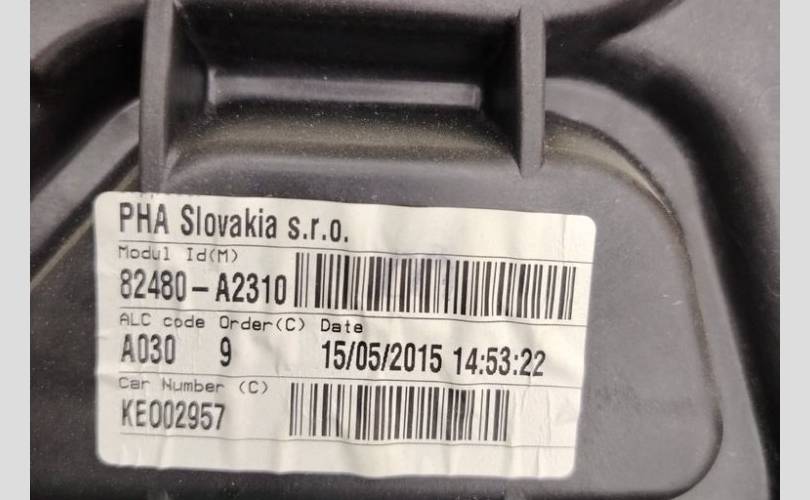 PHA Slovakia s.r.o.
Modul Id(M)
82480-A2310
ALC code Order(C) Date
A030 9 15/05/2015 14:53:22
Car Number (C)
KE002957